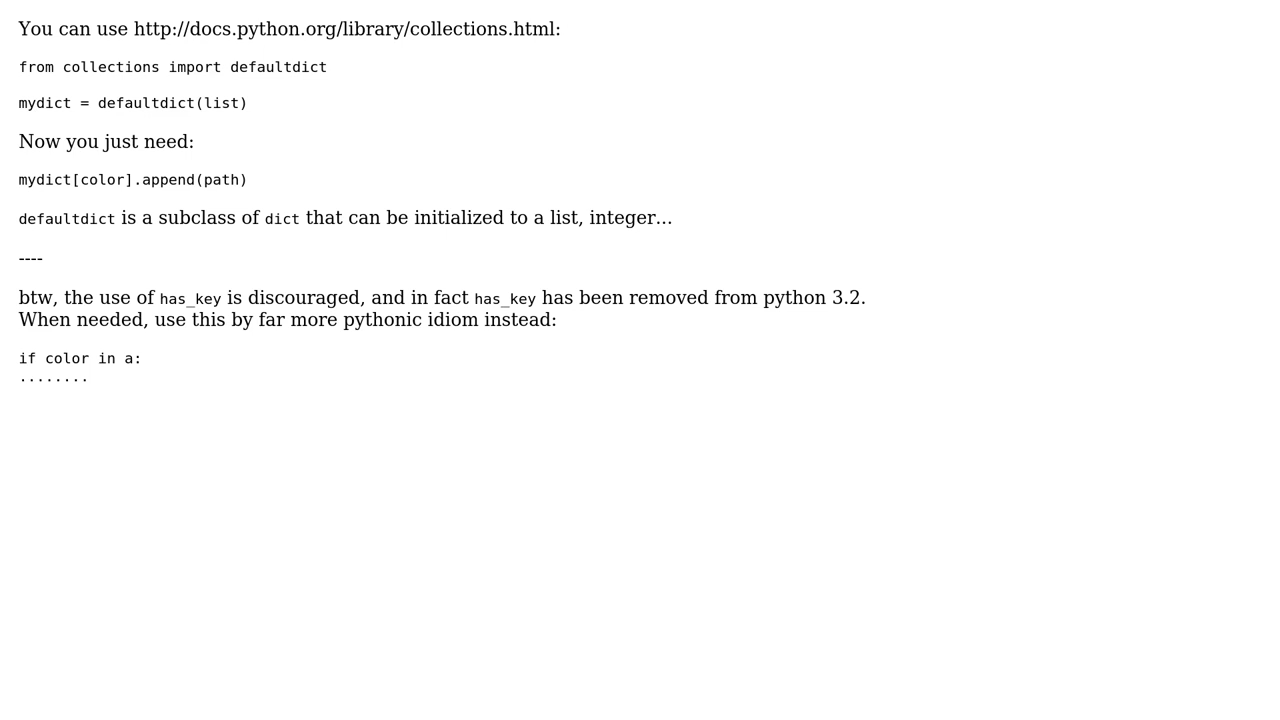 You can use http://docs.python.org/library/collections.html:
from collections import defaultdict
mydict = defaultdict(list)
Now you just need:
mydict[color].append(path)
defaultdict is a subclass of dict that can be initialized to a list, integer...
----
btw, the use of has_key is discouraged, and in fact has_key has been removed from python 3.2.
When needed, use this by far more pythonic idiom instead:
if color in a:
........